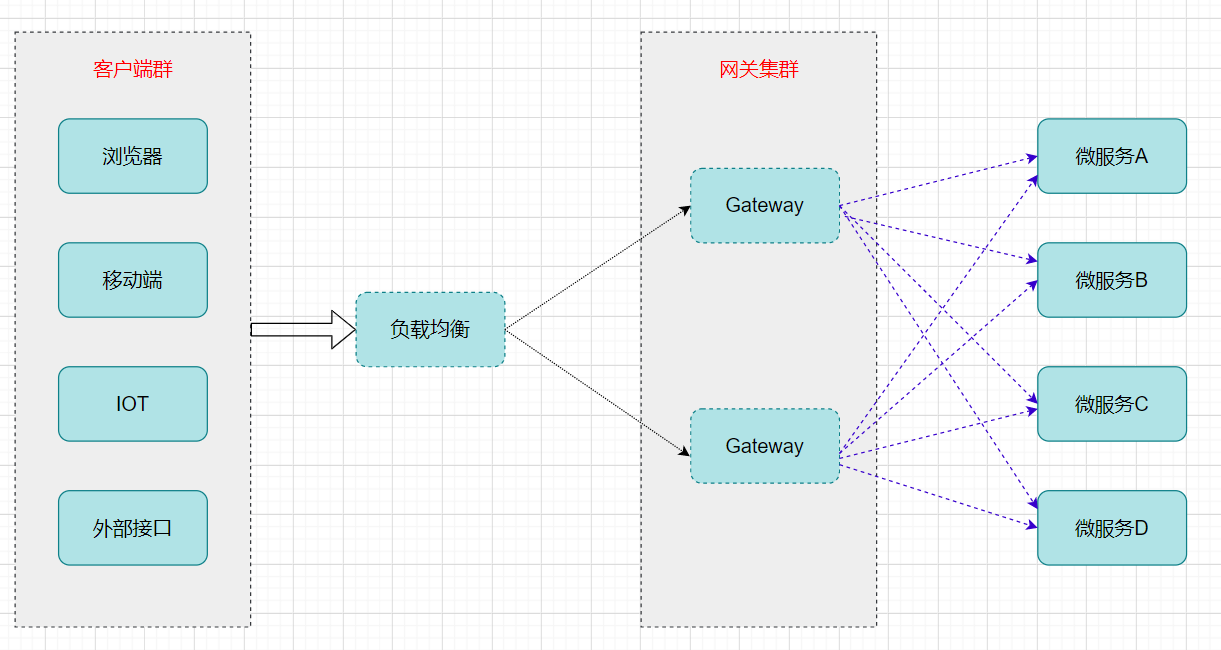 客户端群
浏览器
移动端
IOT
外部接口
负载均衡
网关集群
Gateway
Gateway
微服务A
微服务B
微服务C
微服务D